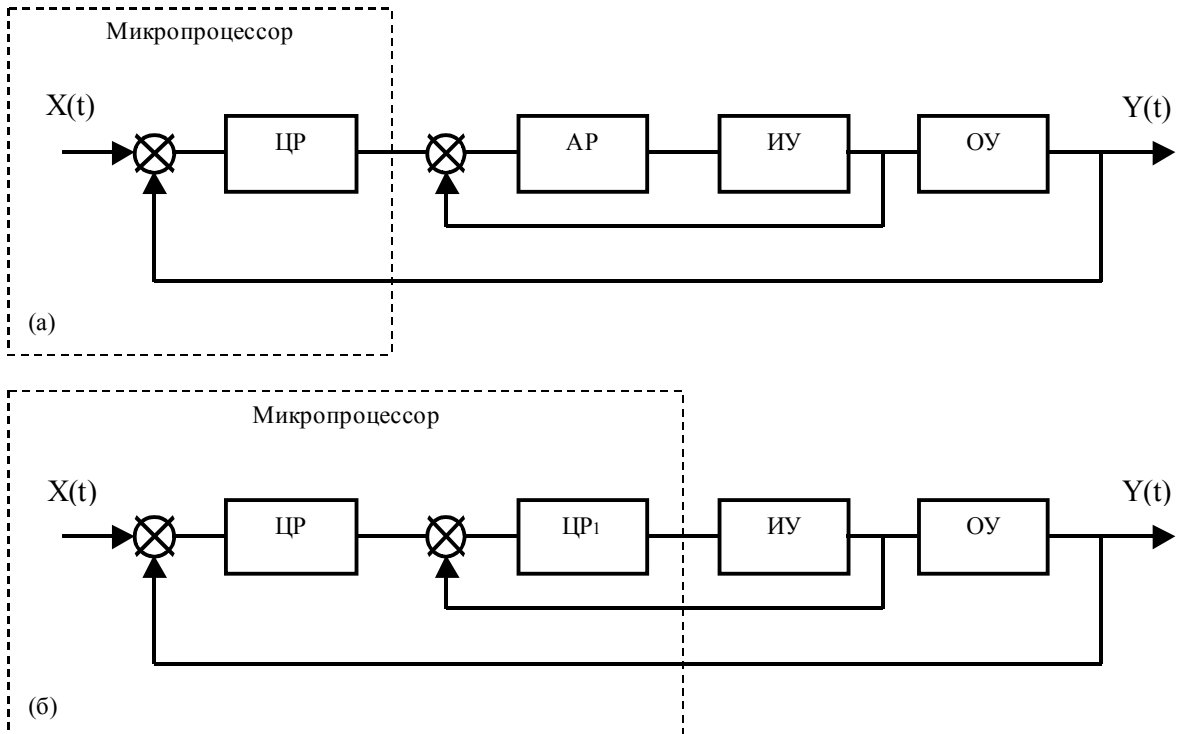 Микропроцессор
X(t)
ЦР
АР
ИУ
ОУ
Y(t)
(а)
Микропроцессор
X(t)
ЦР
ЦР1
ИУ
ОУ
Y(t)
(б)